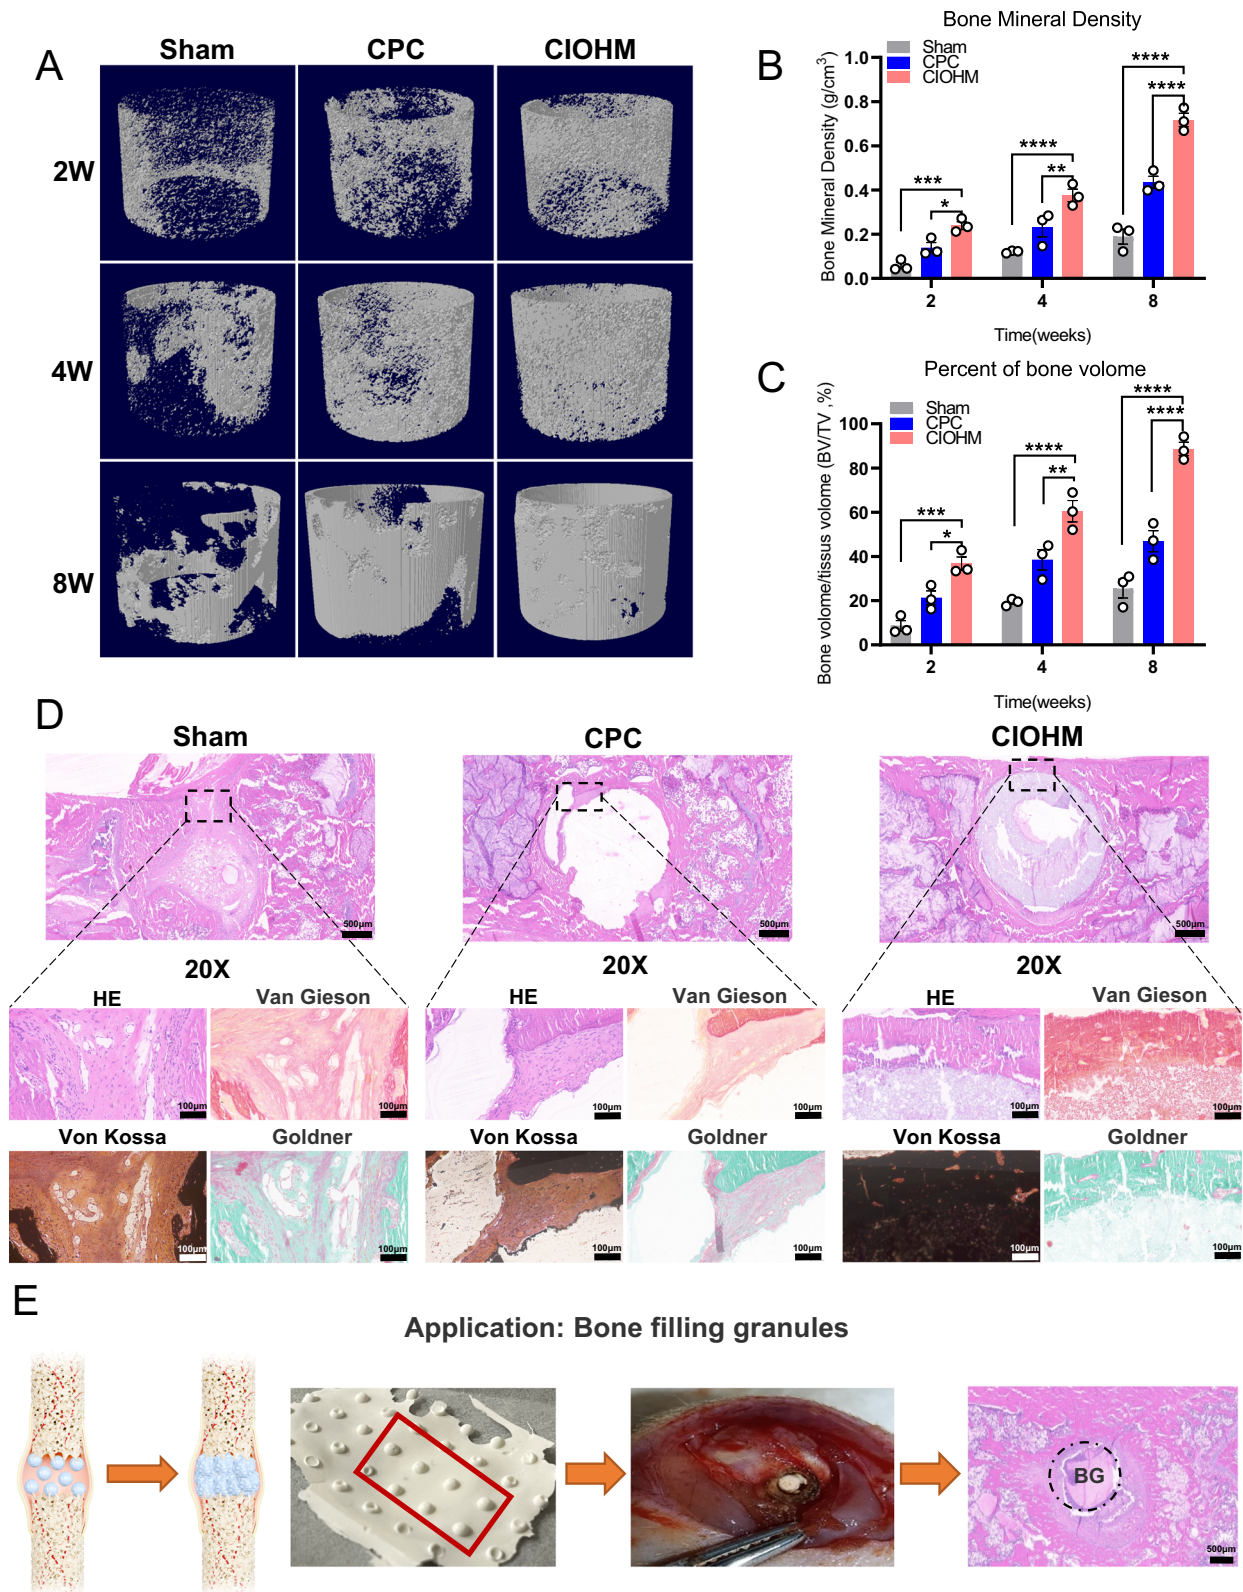 A
Sham
CPC
CIOHM
2W
4W
8W
B
Bone Mineral Density
Bone Mineral Density (g/cm³)
1.0
0.8
0.6
0.4
0.2
0.0
Sham
CPC
CIOHM
***
*
****
**
****
****
2
4
8
Time(weeks)
C
Percent of bone volume
Bone volume/tissus volume (BV/TV ,%)
100
80
60
40
20
0
Sham
CPC
CIOHM
***
*
****
**
****
****
2
4
8
Time(weeks)
D
Sham
CPC
CIOHM
500μm
500μm
500μm
20X
20X
20X
HE
Van Gieson
HE
Van Gieson
HE
Van Gieson
100μm
100μm
100μm
100μm
100μm
100μm
Von Kossa
Goldner
Von Kossa
Goldner
Von Kossa
Goldner
100μm
100μm
100μm
100μm
100μm
100μm
E
Application: Bone filling granules
BG
500μm